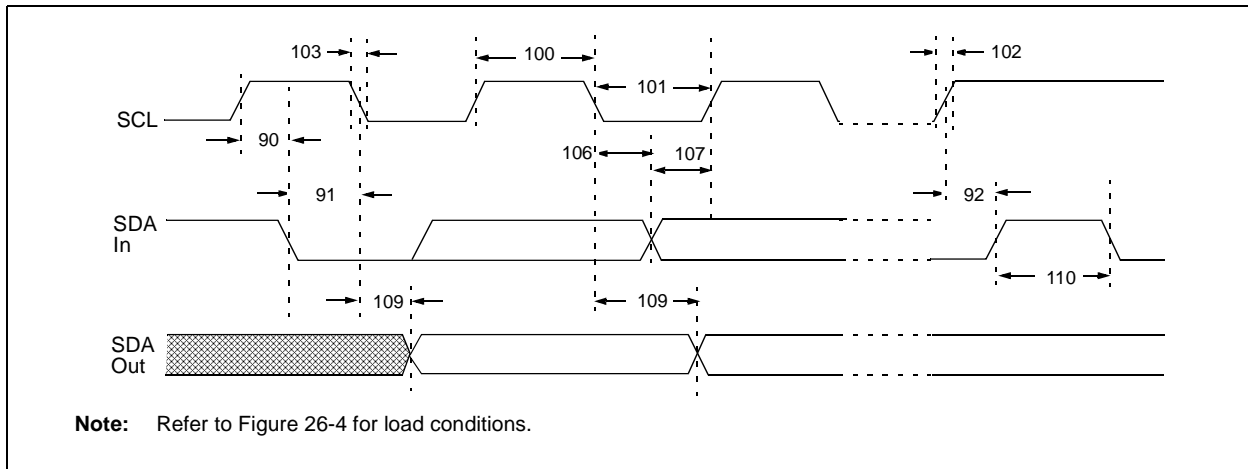 103
100
102
101
SCL
90
106
107
91
92
SDA
In
110
109
109
SDA
Out
Note: Refer to Figure 26-4 for load conditions.